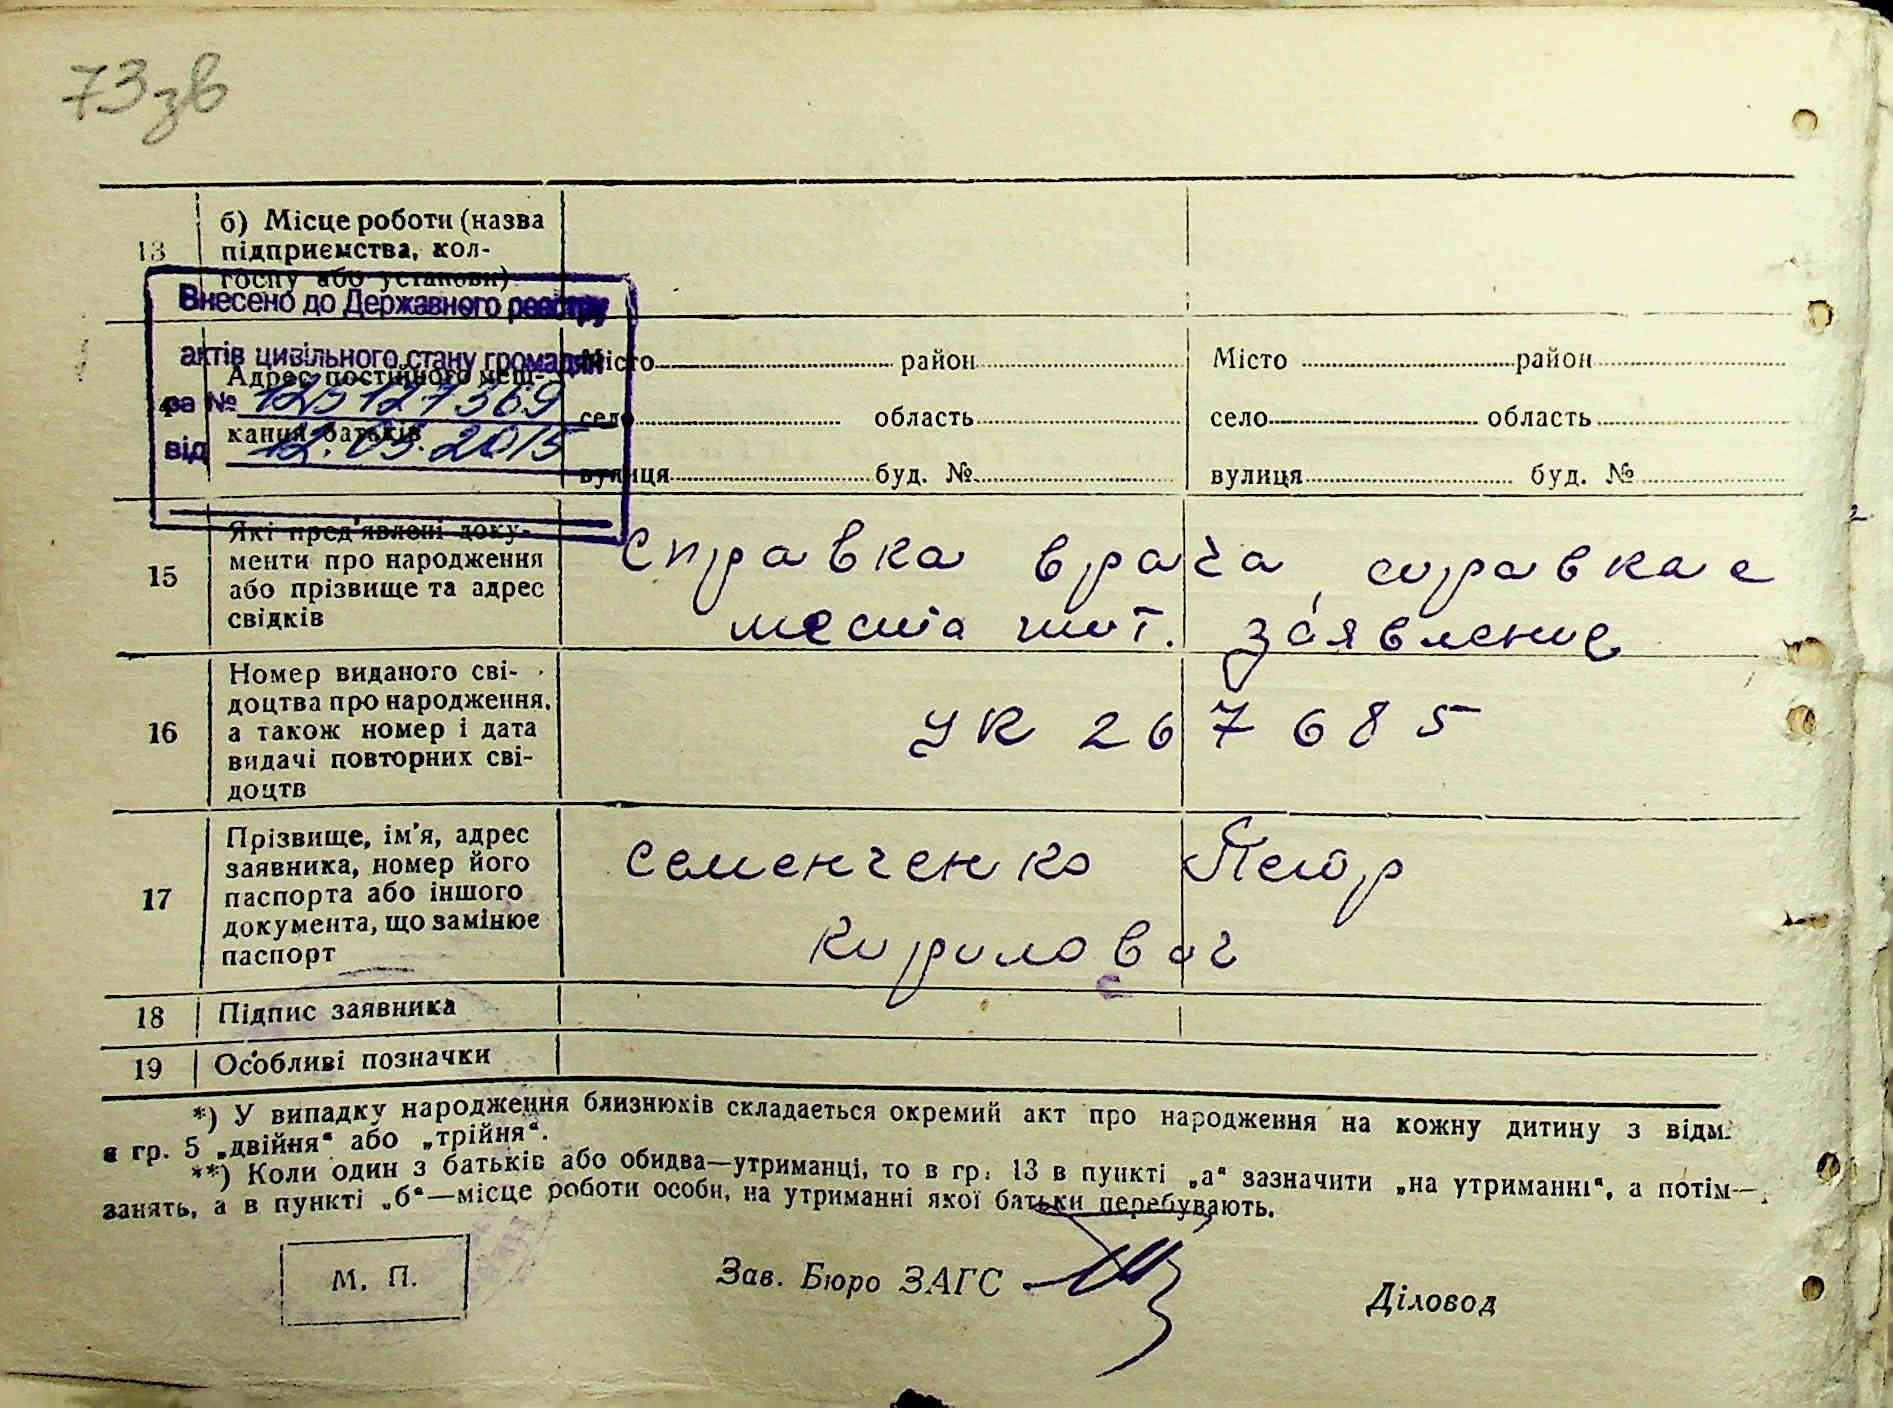 73зв
13
б) Місце роботи (назва
підприємства, кол-
госпу або установи)
Внесено до Державного реєстру
актів цивільного стану громадян
за №
від 12.03.2015
Адрес постійного меш-
кання батьків
Місто район
село область
вулиця буд. №
Місто район
село область
вулиця буд. №
15
Які пред'явлені доку-
менти про народження
або прізвище та адрес
свідків
Справка врача, справка с
места жит. заявление
16
Номер виданого сві-
доцтва про народження,
а також номер і дата
видачі повторних сві-
доцтв
УК 267685
17
Прізвище, ім'я, адрес
заявника, номер його
паспорта або іншого
документа, що замінює
паспорт
Семенченко Петр
Кирилович
18 Підпис заявника
19 Особливі позначки
*) У випадку народження близнюків складається окремий акт про народження на кожну дитину з відм.
в гр. 5 „двійня“ або „трійня“.
**) Коли один з батьків або обидва—утриманці, то в гр. 13 в пункті „а“ зазначити „на утриманні“, а потім—
занять, а в пункті „б“—місце роботи особи, на утриманні якої батьки перебувають.
М. П.
Зав. Бюро ЗАГС
Діловод